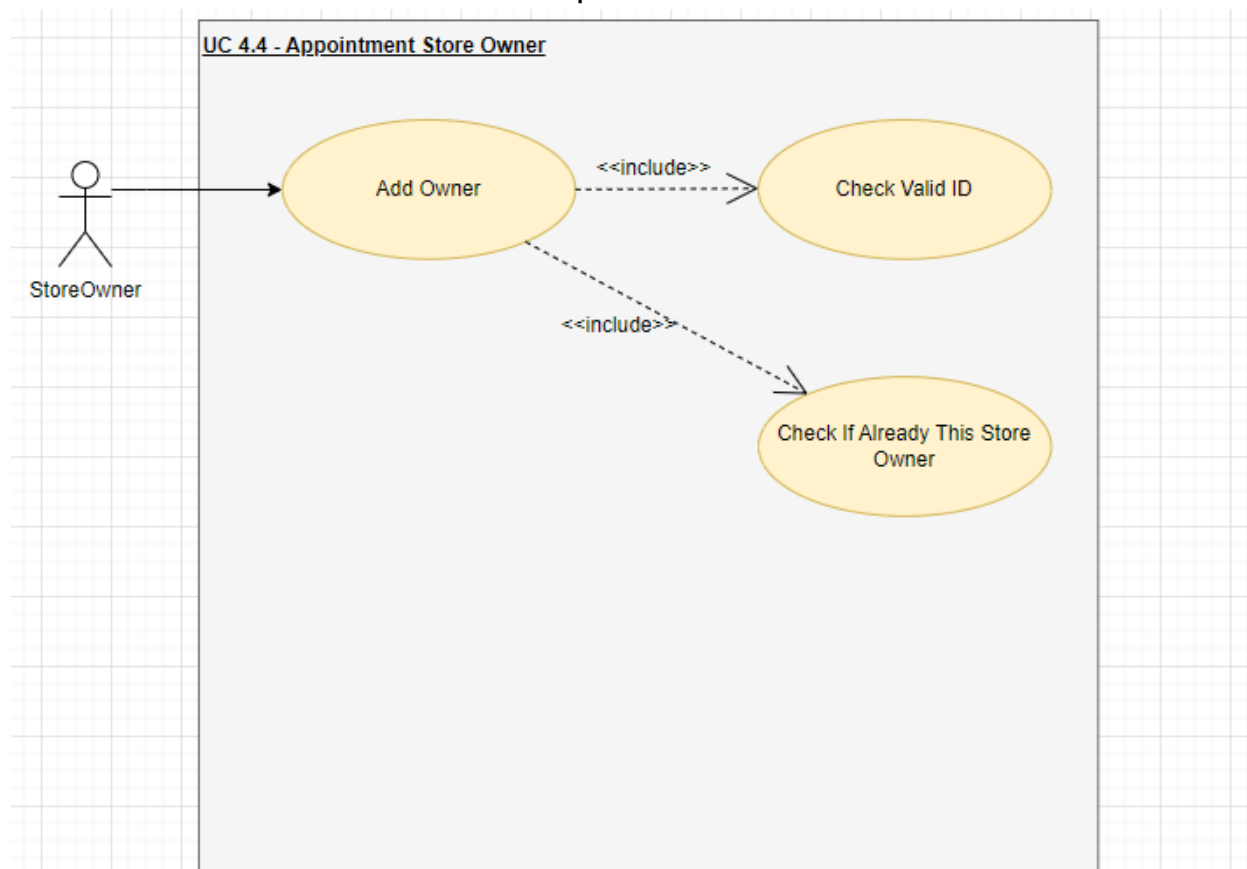 UC 4.4 - Appointment Store Owner
<<include>>
Add Owner
Check Valid ID
StoreOwner
<<include>>
Check If Already This Store
Owner